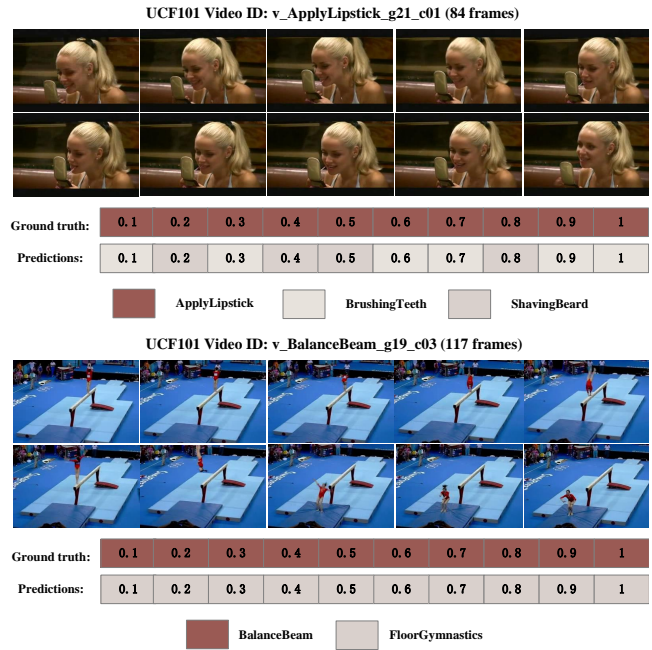 UCF101 Video ID: v_ApplyLipstick_g21_c01 (84 frames)
Ground truth: 0.1 0.2 0.3 0.4 0.5 0.6 0.7 0.8 0.9 1
Predictions: 0.1 0.2 0.3 0.4 0.5 0.6 0.7 0.8 0.9 1
ApplyLipstick BrushingTeeth ShavingBeard
UCF101 Video ID: v_BalanceBeam_g19_c03 (117 frames)
Ground truth: 0.1 0.2 0.3 0.4 0.5 0.6 0.7 0.8 0.9 1
Predictions: 0.1 0.2 0.3 0.4 0.5 0.6 0.7 0.8 0.9 1
BalanceBeam FloorGymnastics